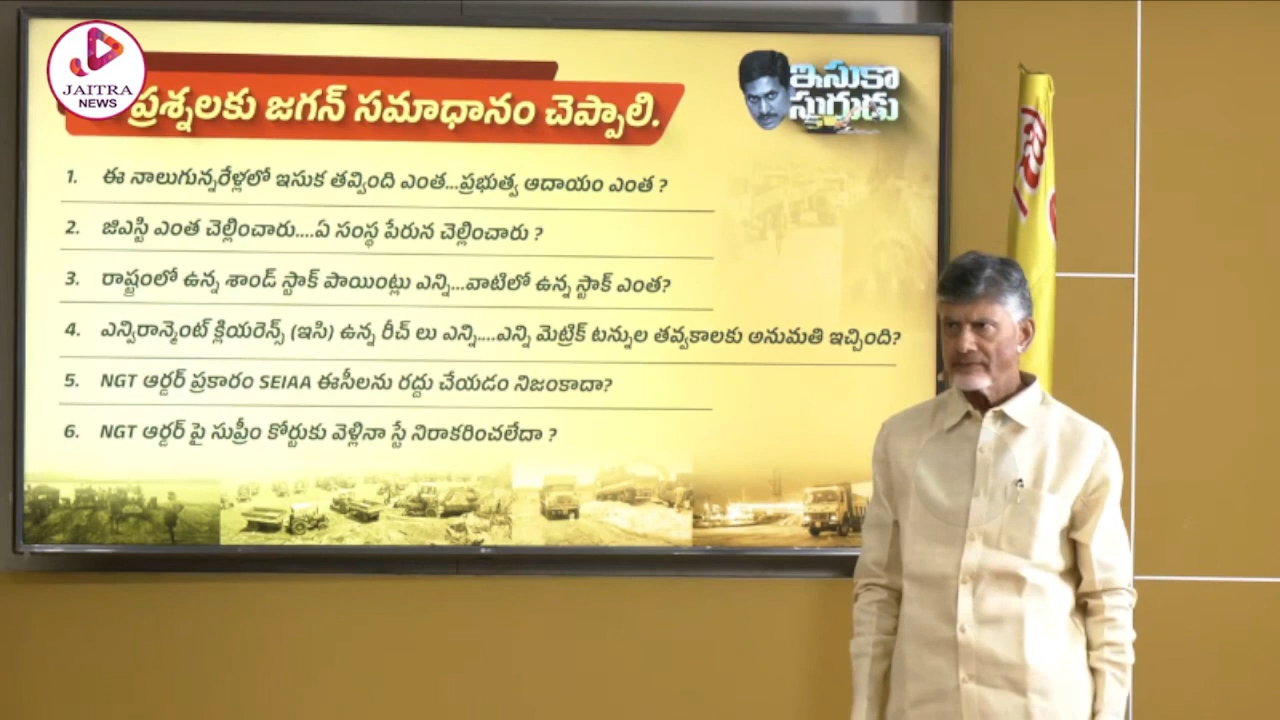 JAITRA
NEWS
ప్రశ్నలకు జగన్ సమాధానం చెప్పాలి.
ఇసుకా
సురుడు
1. ఈ నాలుగున్నరేళ్లలో ఇసుక తవ్వింది ఎంత...ప్రభుత్వ ఆదాయం ఎంత ?
2. జిఎస్టి ఎంత చెల్లించారు....ఏ సంస్థ పేరున చెల్లించారు ?
3. రాష్ట్రంలో ఉన్న శాండ్ స్టాక్ పాయింట్లు ఎన్ని...వాటిలో ఉన్న స్టాక్ ఎంత?
4. ఎన్విరాన్మెంట్ క్లియరెన్స్ (ఇసి) ఉన్న రీచ్ లు ఎన్ని....ఎన్ని మెట్రిక్ టన్నుల తవ్వకాలకు అనుమతి ఇచ్చింది?
5. NGT ఆర్డర్ ప్రకారం SEIAA ఈసీలను రద్దు చేయడం నిజంకాదా?
6. NGT ఆర్డర్ పై సుప్రీం కోర్టుకు వెళ్లినా స్టే నిరాకరించలేదా ?